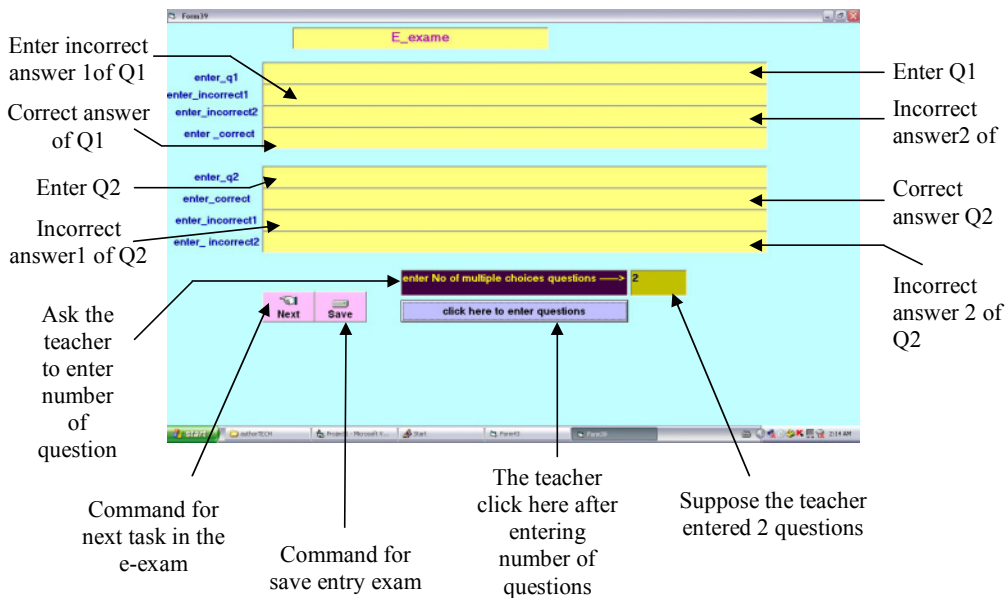 Form39
E_exame
Enter incorrect
answer 1of Q1
enter_q1
Enter Q1
enter_incorrect1
enter_incorrect2
Incorrect
answer2 of
Correct answer
of Q1
enter _correct
enter_q2
Enter Q2
enter_correct
Correct
answer Q2
enter_incorrect1
Incorrect
answer1 of Q2
enter_ incorrect2
Incorrect
answer 2 of
Q2
enter No of multiple choices questions ---->
2
Next
Save
click here to enter questions
Ask the
teacher
to enter
number
of
question
start
Start
Form39
2:14 AM
Command for
next task in the
e-exam
Command for
save entry exam
The teacher
click here after
entering
number of
questions
Suppose the teacher
entered 2 questions